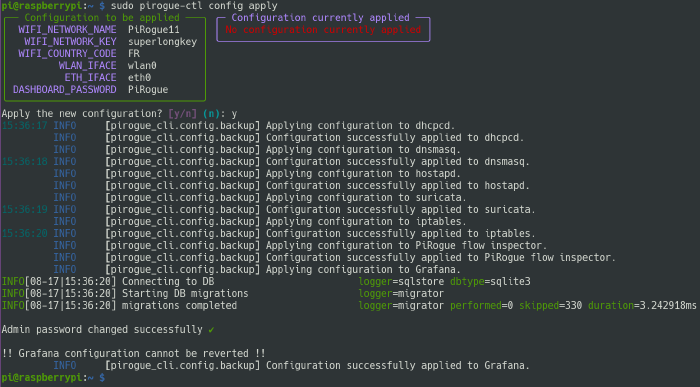 pi@raspberrypi:~ $ sudo pirogue-ctl config apply
Configuration to be applied
Configuration currently applied
WIFI_NETWORK_NAME PiRogue11
No configuration currently applied
WIFI_NETWORK_KEY superlongkey
WIFI_COUNTRY_CODE FR
WLAN_IFACE wlan0
ETH_IFACE eth0
DASHBOARD_PASSWORD PiRogue
Apply the new configuration? [y/n] (n): y
15:36:17 INFO [pirogue_cli.config.backup] Applying configuration to dhcpcd.
INFO [pirogue_cli.config.backup] Configuration successfully applied to dhcpcd.
INFO [pirogue_cli.config.backup] Applying configuration to dnsmasq.
15:36:18 INFO [pirogue_cli.config.backup] Configuration successfully applied to dnsmasq.
INFO [pirogue_cli.config.backup] Applying configuration to hostapd.
INFO [pirogue_cli.config.backup] Configuration successfully applied to hostapd.
INFO [pirogue_cli.config.backup] Applying configuration to suricata.
15:36:19 INFO [pirogue_cli.config.backup] Configuration successfully applied to suricata.
INFO [pirogue_cli.config.backup] Applying configuration to iptables.
15:36:20 INFO [pirogue_cli.config.backup] Configuration successfully applied to iptables.
INFO [pirogue_cli.config.backup] Applying configuration to PiRogue flow inspector.
INFO [pirogue_cli.config.backup] Configuration successfully applied to PiRogue flow inspector.
INFO [pirogue_cli.config.backup] Applying configuration to Grafana.
INFO[08-17|15:36:20] Connecting to DB logger=sqlstore dbtype=sqlite3
INFO[08-17|15:36:20] Starting DB migrations logger=migrator
INFO[08-17|15:36:20] migrations completed logger=migrator performed=0 skipped=330 duration=3.242918ms
Admin password changed successfully ✓
!! Grafana configuration cannot be reverted !!
INFO [pirogue_cli.config.backup] Configuration successfully applied to Grafana.
pi@raspberrypi:~ $